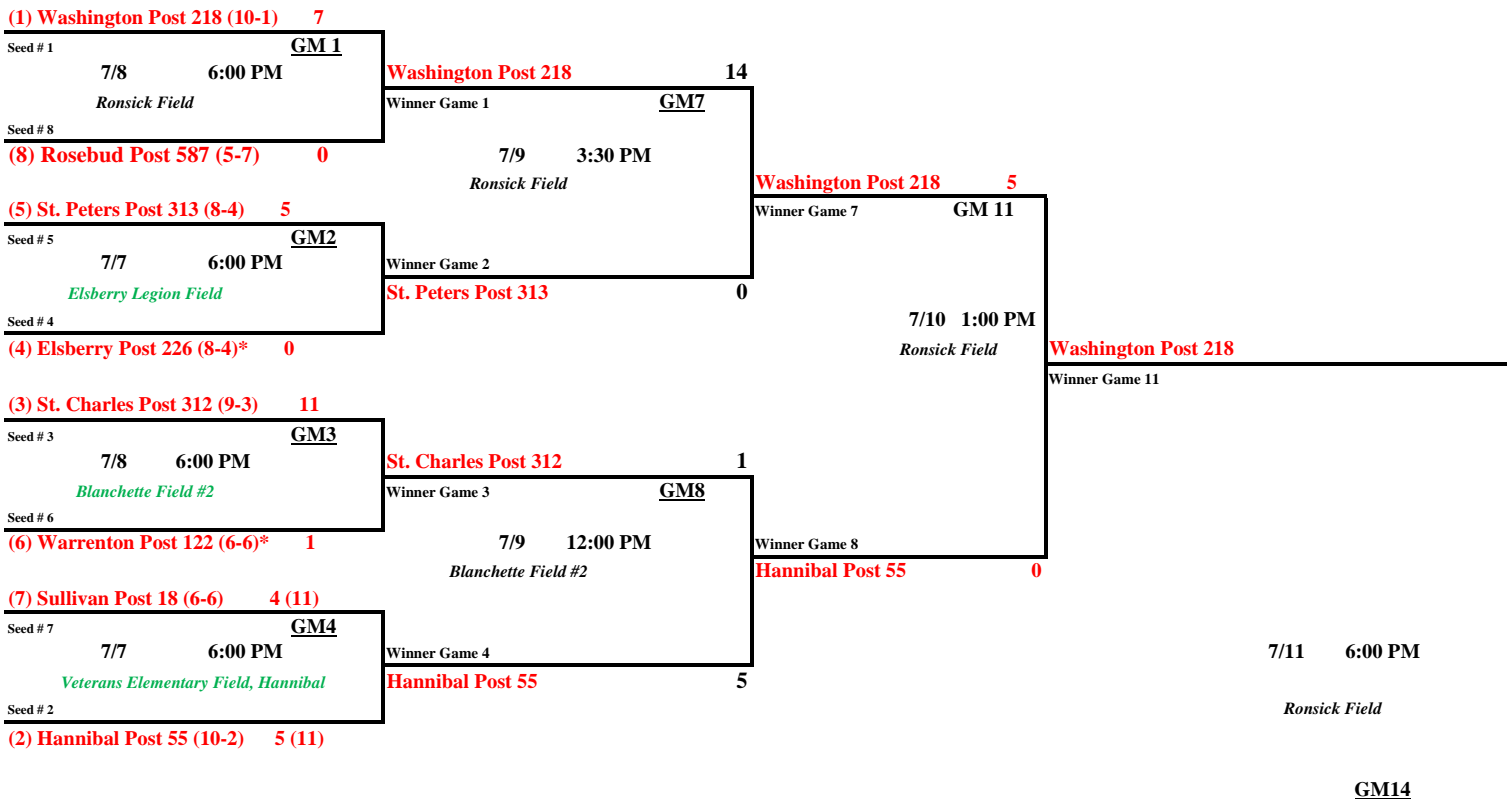 (1) Washington Post 218 (10-1) 7
Seed # 1 GM 1
7/8 6:00 PM
Ronsick Field
Seed # 8
(8) Rosebud Post 587 (5-7) 0
(5) St. Peters Post 313 (8-4) 5
Seed # 5 GM2
7/7 6:00 PM
Elsberry Legion Field
Seed # 4
(4) Elsberry Post 226 (8-4)* 0
(3) St. Charles Post 312 (9-3) 11
Seed # 3 GM3
7/8 6:00 PM
Blanchette Field #2
Seed # 6
(6) Warrenton Post 122 (6-6)* 1
(7) Sullivan Post 18 (6-6) 4 (11)
Seed # 7 GM4
7/7 6:00 PM
Veterans Elementary Field, Hannibal
Seed # 2
(2) Hannibal Post 55 (10-2) 5 (11)
Washington Post 218 14
Winner Game 1 GM7
7/9 3:30 PM
Ronsick Field
Winner Game 2
St. Peters Post 313 0
St. Charles Post 312 1
Winner Game 3 GM8
7/9 12:00 PM
Blanchette Field #2
Winner Game 4
Hannibal Post 55 5
Washington Post 218 5
Winner Game 7 GM 11
7/10 1:00 PM
Ronsick Field
Winner Game 8
Hannibal Post 55 0
Washington Post 218
Winner Game 11
7/11 6:00 PM
Ronsick Field
GM14